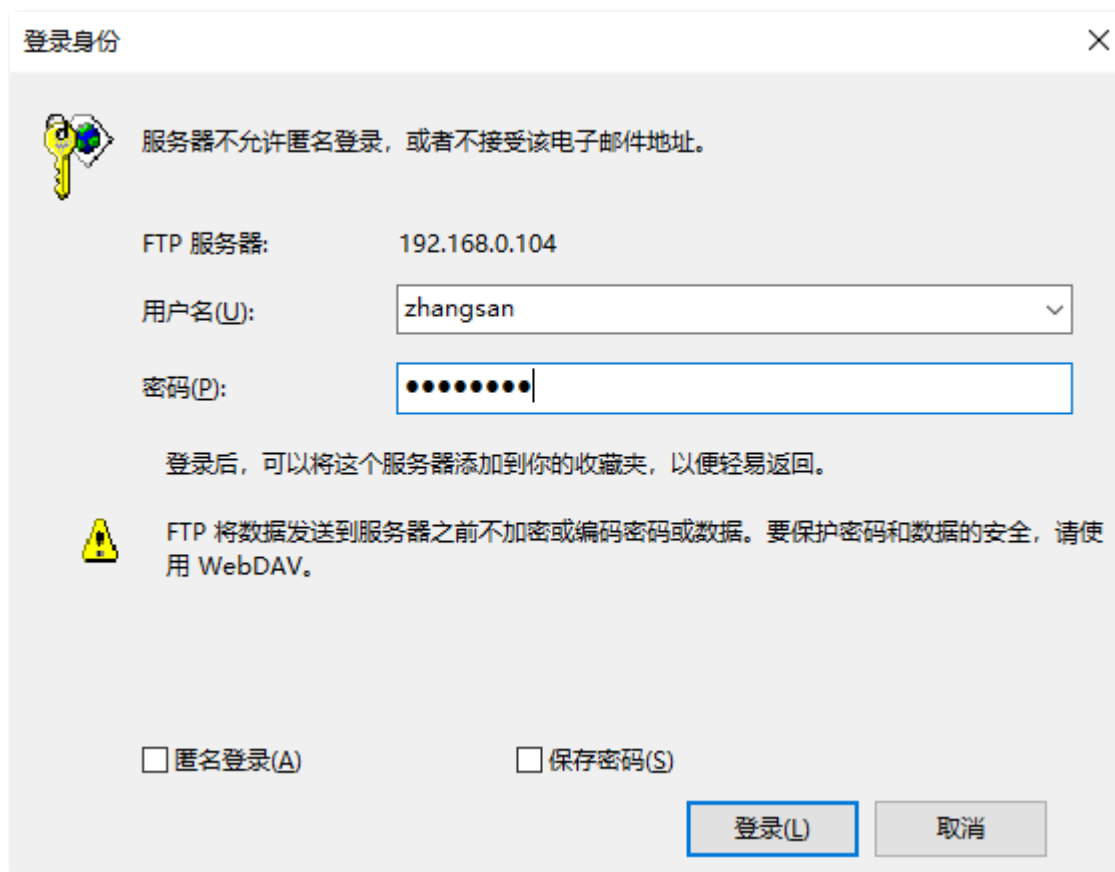 登录身份
服务器不允许匿名登录，或者不接受该电子邮件地址。
FTP 服务器: 192.168.0.104
用户名(U): zhangsan
密码(P): ●●●●●●●●
登录后，可以将这个服务器添加到你的收藏夹，以便轻易返回。
FTP 将数据发送到服务器之前不加密或编码密码或数据。要保护密码和数据的安全，请使
用 WebDAV。
匿名登录(A) 保存密码(S)
登录(L) 取消